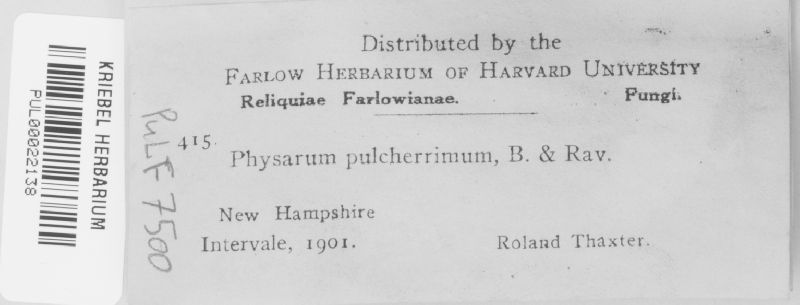 KRIEBEL HERBARIUM
PUL00022138
PULF 7500
Distributed by the
FARLOW HERBARIUM OF HARVARD UNIVERSITY
Reliquiae Farlowianae. Fungi.
415. Physarum pulcherrimum, B. & Rav.
New Hampshire
Intervale, 1901. Roland Thaxter.